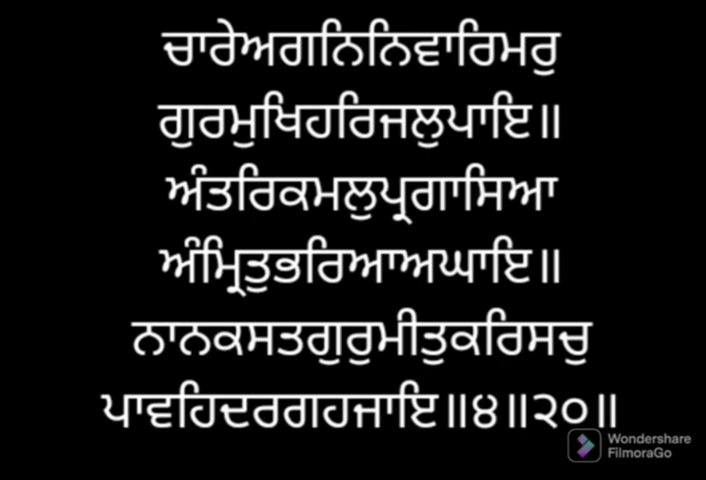 ਚਾਰੇਅਗਨਿਨਿਵਾਰਿਮਰੁ
ਗੁਰਮੁਖਿਹਰਿਜਲੁਪਾਇ॥
ਅੰਤਰਿਕਮਲੁਪ੍ਰਗਾਸਿਆ
ਅੰਮ੍ਰਿਤੁਭਰਿਆਅਘਾਇ॥
ਨਾਨਕਸਤਗੁਰੁਮੀਤੁਕਰਿਸਚੁ
ਪਾਵਹਿਦਰਗਹਜਾਇ॥੪॥੨੦॥
Wondershare
FilmoraGo